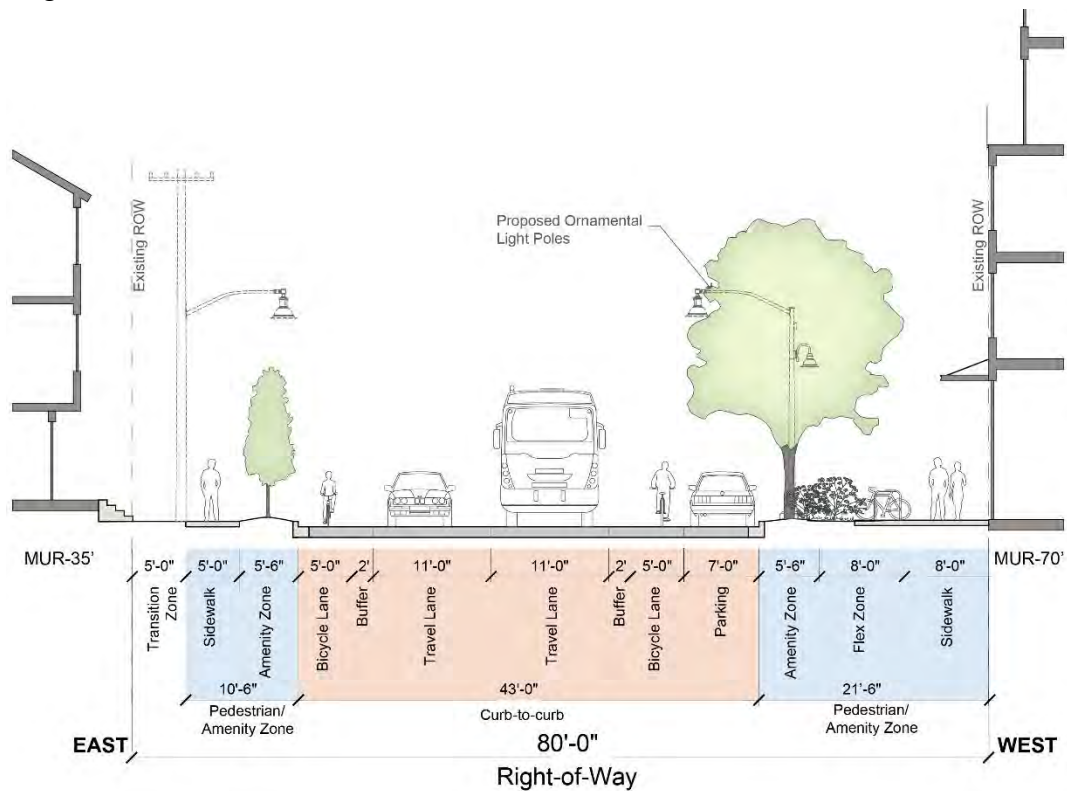 Existing ROW
Proposed Ornamental
Light Poles
Existing ROW
MUR-35'
5'-0"
5'-0"
5'-6"
5'-0"
2'
11'-0"
11'-0"
2'
5'-0"
7'-0"
5'-6"
8'-0"
8'-0"
MUR-70'
Transition
Zone
Sidewalk
Amenity Zone
Bicycle Lane
Buffer
Travel Lane
Travel Lane
Buffer
Bicycle Lane
Parking
Amenity Zone
Flex Zone
Sidewalk
10'-6"
43'-0"
21'-6"
Pedestrian/
Amenity Zone
Curb-to-curb
Pedestrian/
Amenity Zone
EAST
80'-0"
WEST
Right-of-Way